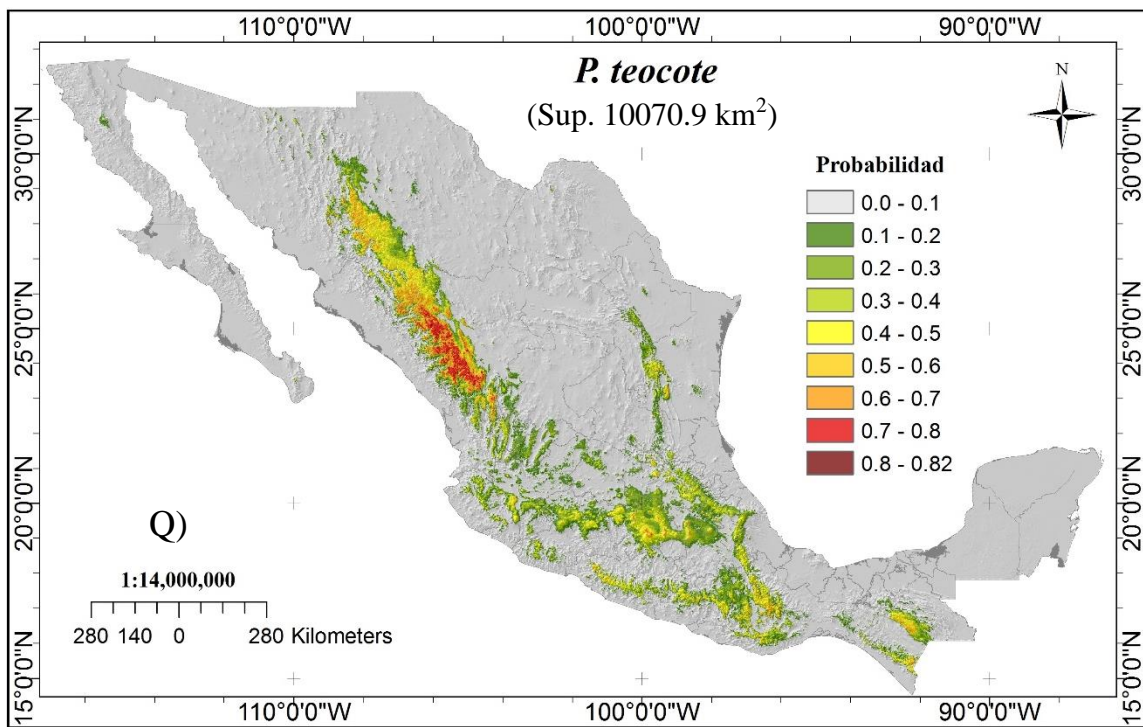 110°0'0"W 100°0'0"W 90°0'0"W
P. teocote
(Sup. 10070.9 km2)
N
Probabilidad
0.0 - 0.1
0.1 - 0.2
0.2 - 0.3
0.3 - 0.4
0.4 - 0.5
0.5 - 0.6
0.6 - 0.7
0.7 - 0.8
0.8 - 0.82
30°0'0"N 30°0'0"N
25°0'0"N 25°0'0"N
20°0'0"N 20°0'0"N
15°0'0"N 15°0'0"N
Q)
1:14,000,000
280 140 0 280 Kilometers
110°0'0"W 100°0'0"W 90°0'0"W